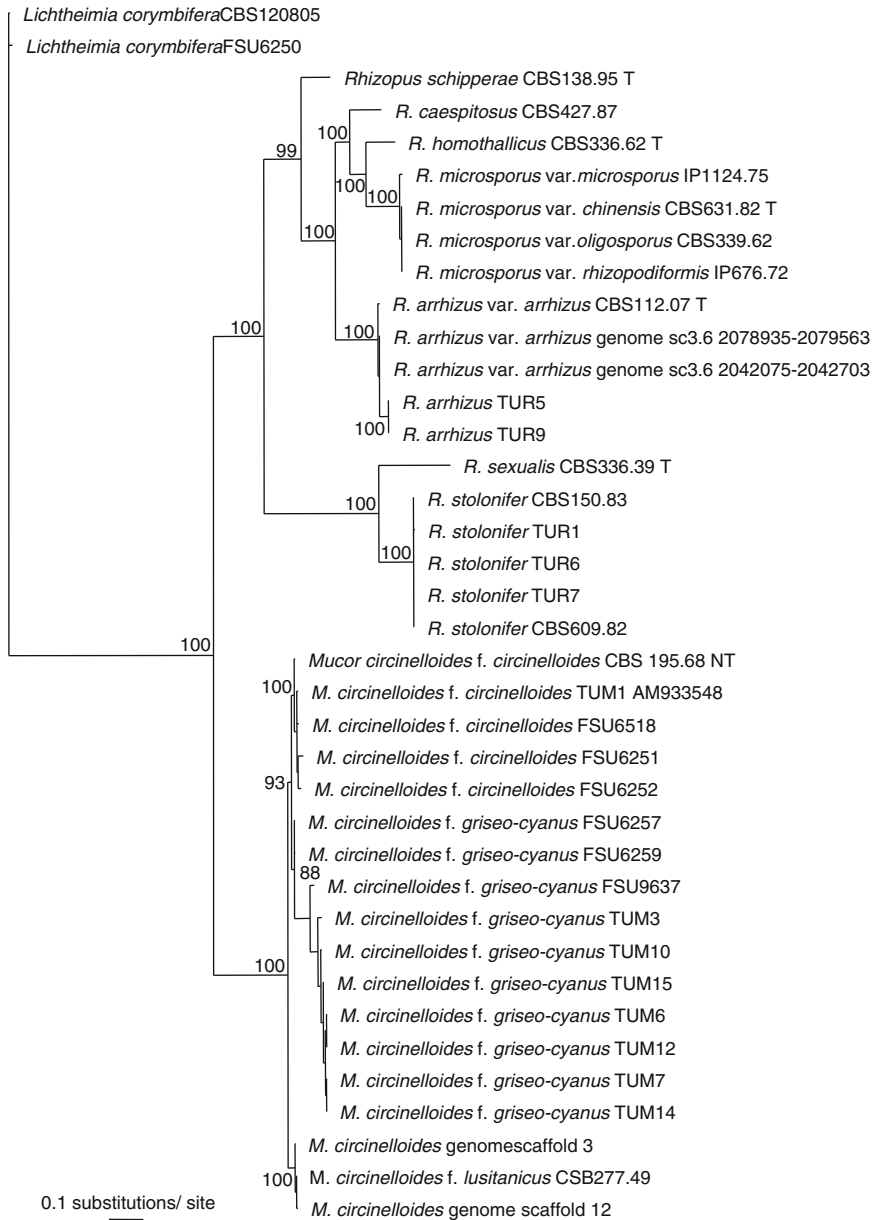 Lichtheimia corymbiferaCBS120805
Lichtheimia corymbiferaFSU6250
Rhizopus schipperae CBS138.95 T
R. caespitosus CBS427.87
100
R. homothallicus CBS336.62 T
99
R. microsporus var.microsporus IP1124.75
100
100
R. microsporus var. chinensis CBS631.82 T
100
R. microsporus var.oligosporus CBS339.62
R. microsporus var. rhizopodiformis IP676.72
R. arrhizus var. arrhizus CBS112.07 T
100
100
R. arrhizus var. arrhizus genome sc3.6 2078935-2079563
R. arrhizus var. arrhizus genome sc3.6 2042075-2042703
R. arrhizus TUR5
100
R. arrhizus TUR9
R. sexualis CBS336.39 T
R. stolonifer CBS150.83
100
R. stolonifer TUR1
100
R. stolonifer TUR6
R. stolonifer TUR7
R. stolonifer CBS609.82
100
Mucor circinelloides f. circinelloides CBS 195.68 NT
100
M. circinelloides f. circinelloides TUM1 AM933548
M. circinelloides f. circinelloides FSU6518
M. circinelloides f. circinelloides FSU6251
93
M. circinelloides f. circinelloides FSU6252
M. circinelloides f. griseo-cyanus FSU6257
M. circinelloides f. griseo-cyanus FSU6259
88
M. circinelloides f. griseo-cyanus FSU9637
M. circinelloides f. griseo-cyanus TUM3
M. circinelloides f. griseo-cyanus TUM10
100
M. circinelloides f. griseo-cyanus TUM15
M. circinelloides f. griseo-cyanus TUM6
M. circinelloides f. griseo-cyanus TUM12
M. circinelloides f. griseo-cyanus TUM7
M. circinelloides f. griseo-cyanus TUM14
M. circinelloides genomescaffold 3
100
M. circinelloides f. lusitanicus CSB277.49
M. circinelloides genome scaffold 12
0.1 substitutions/ site